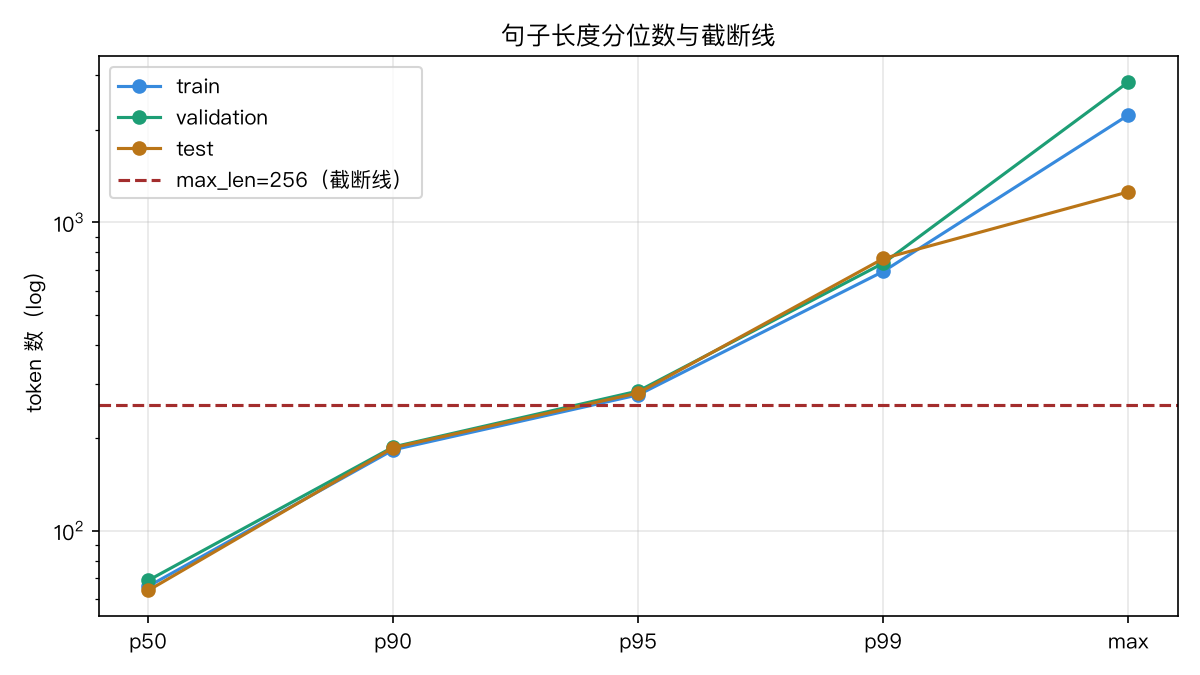 句子长度分位数与截断线
train
validation
test
max_len=256（截断线）
token 数（log）
10³
10²
p50
p90
p95
p99
max